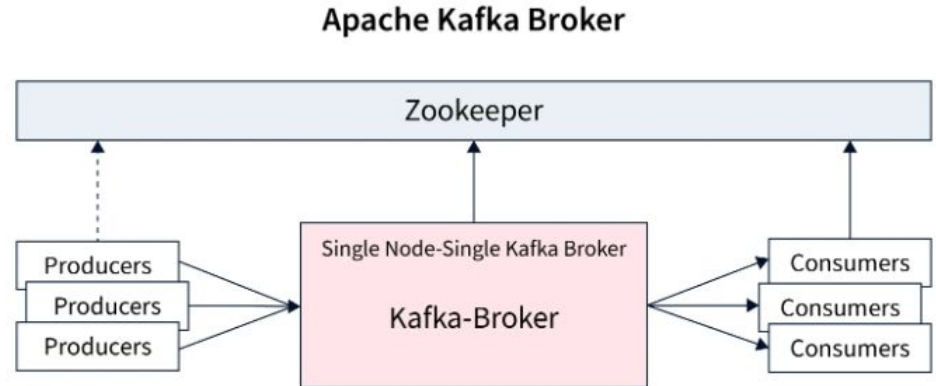 Apache Kafka Broker
Zookeeper
Single Node-Single Kafka Broker
Kafka-Broker
Producers
Producers
Producers
Consumers
Consumers
Consumers